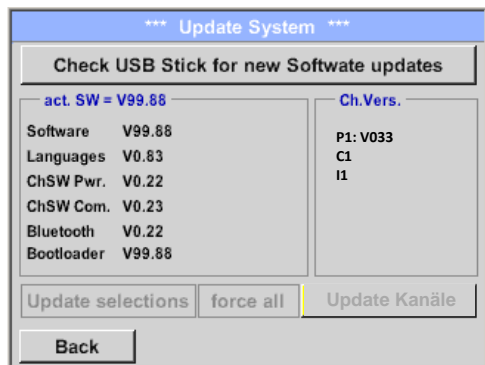 *** Update System ***
Check USB Stick for new Softwate updates
act. SW = V99.88
Software V99.88
Languages V0.83
ChSW Pwr. V0.22
ChSW Com. V0.23
Bluetooth V0.22
Bootloader V99.88
Ch.Vers.
P1: V033
C1
I1
Update selections
force all
Update Kanäle
Back